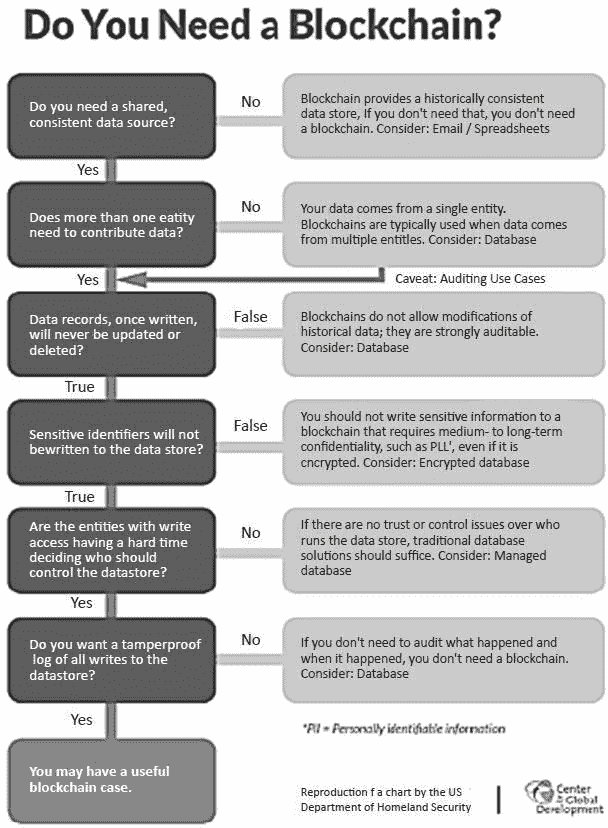 Do You Need a Blockchain?
Do you need a shared,
consistent data source?
No
Blockchain provides a historically consistent
data store, If you don't need that, you don't need
a blockchain. Consider: Email / Spreadsheets
Yes
Does more than one eatity
need to contribute data?
No
Your data comes from a single entity.
Blockchains are typically used when data comes
from multiple entitles. Consider: Database
Yes
Caveat: Auditing Use Cases
Data records, once written,
will never be updated or
deleted?
False
Blockchains do not allow modifications of
historical data; they are strongly auditable.
Consider: Database
True
Sensitive identifiers will not
bewritten to the data store?
False
You should not write sensitive information to a
blockchain that requires medium- to long-term
confidentiality, such as PLL', even if it is
cncrypted. Consider: Encrypted database
True
Are the entities with write
access having a hard time
deciding who should
control the datastore?
No
If there are no trust or control issues over who
runs the data store, traditional database
solutions should suffice. Consider: Managed
database
Yes
Do you want a tamperproof
log of all writes to the
datastore?
No
If you don't need to audit what happened and
when it happened, you don't need a blockchain.
Consider: Database
Yes
*PII = Personally identifiable information
You may have a useful
blockchain case.
Reproduction f a chart by the US
Department of Homeland Security
Center
for Global
Development